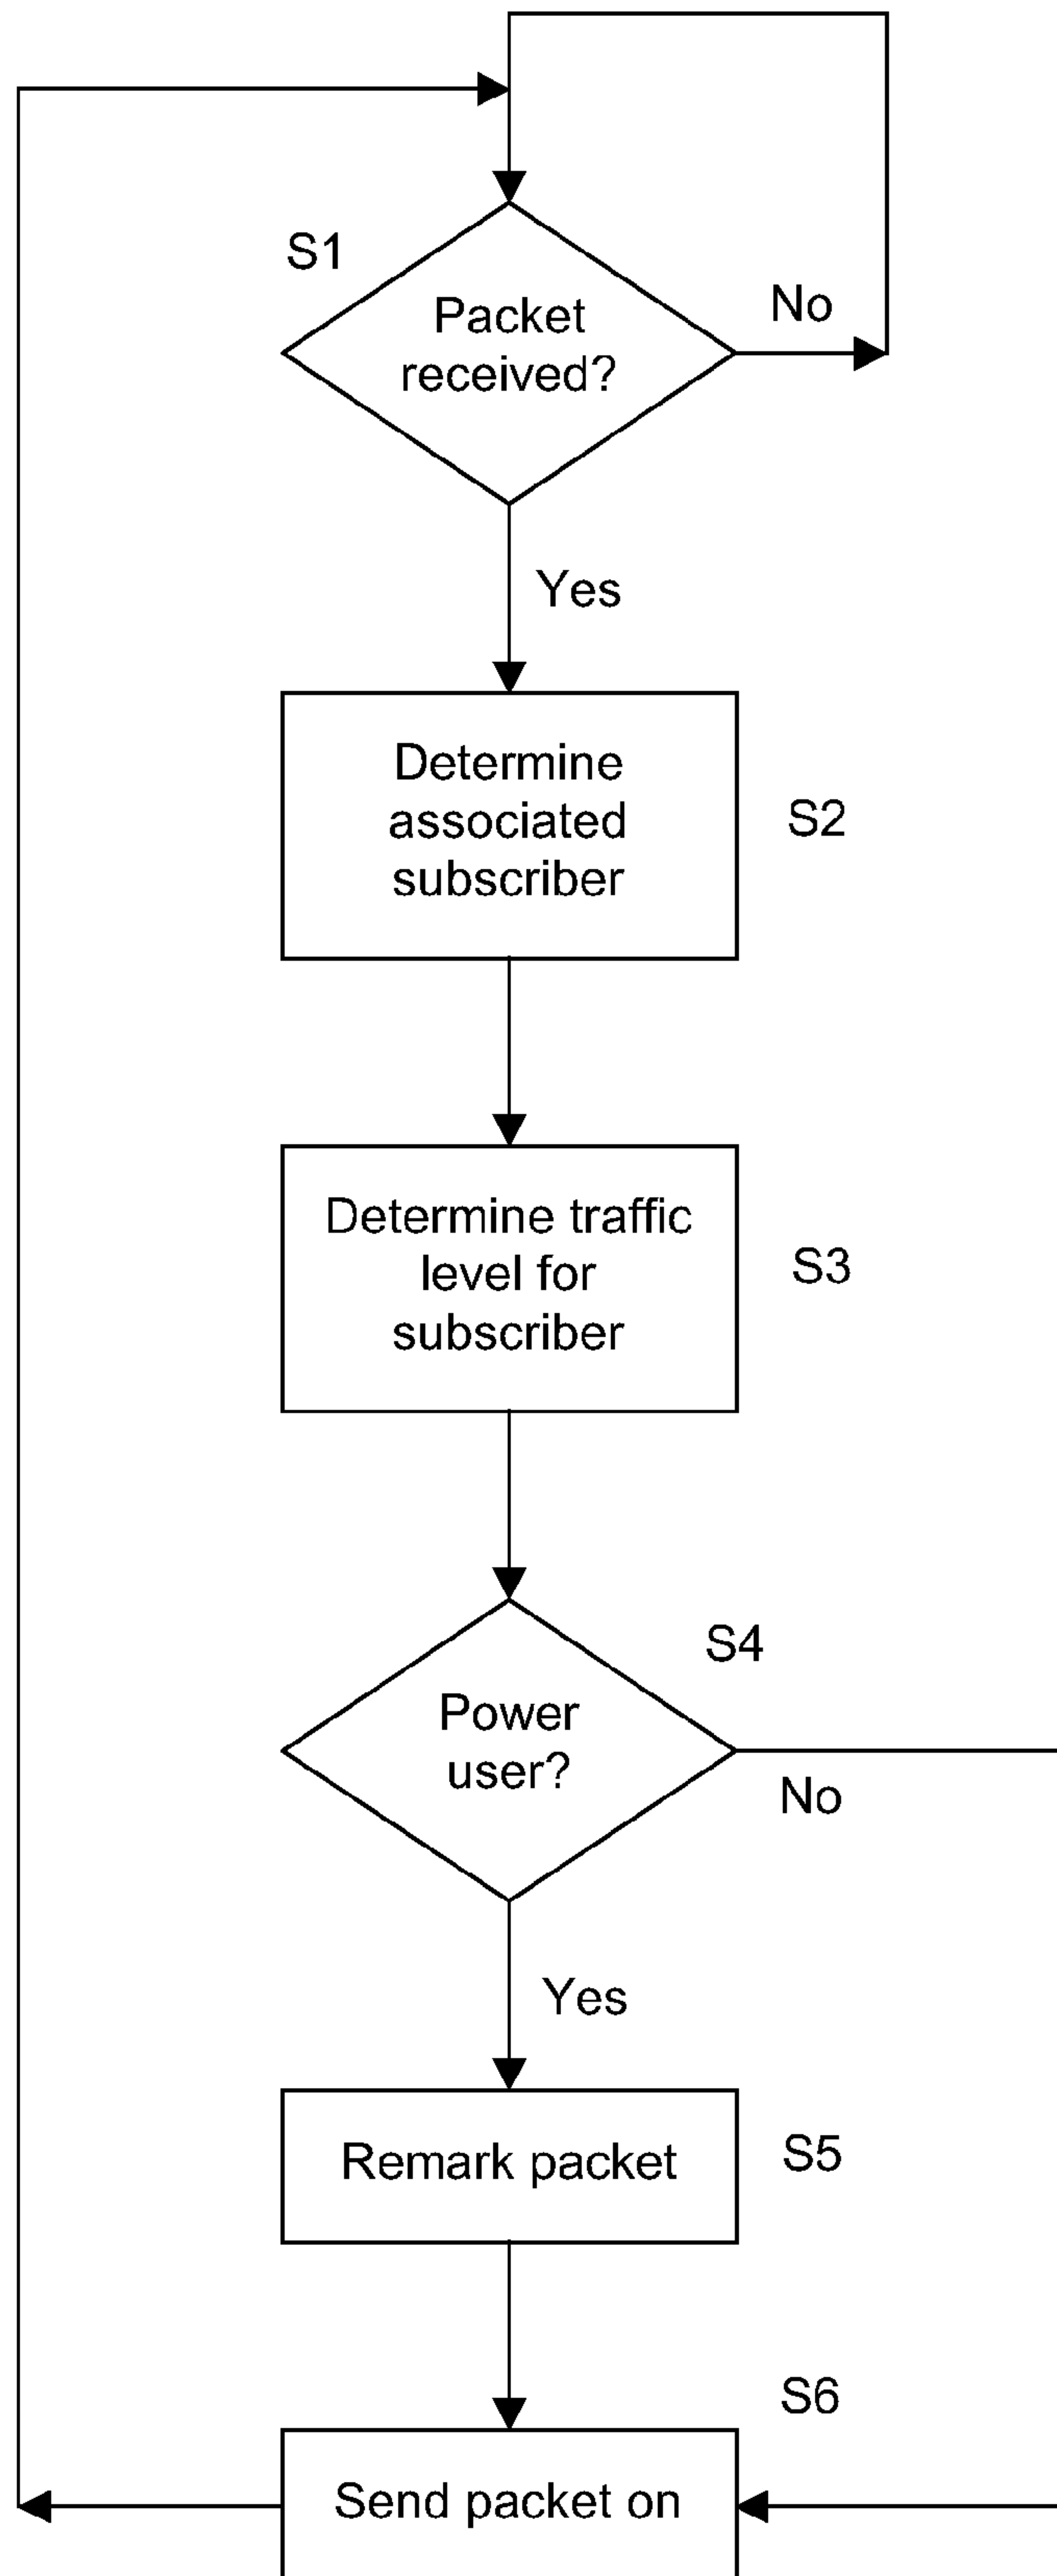 S1
Packet
received?
No
Yes
Determine
associated
subscriber
S2
Determine traffic
level for
subscriber
S3
S4
Power
user?
No
Yes
Remark packet
S5
S6
Send packet on